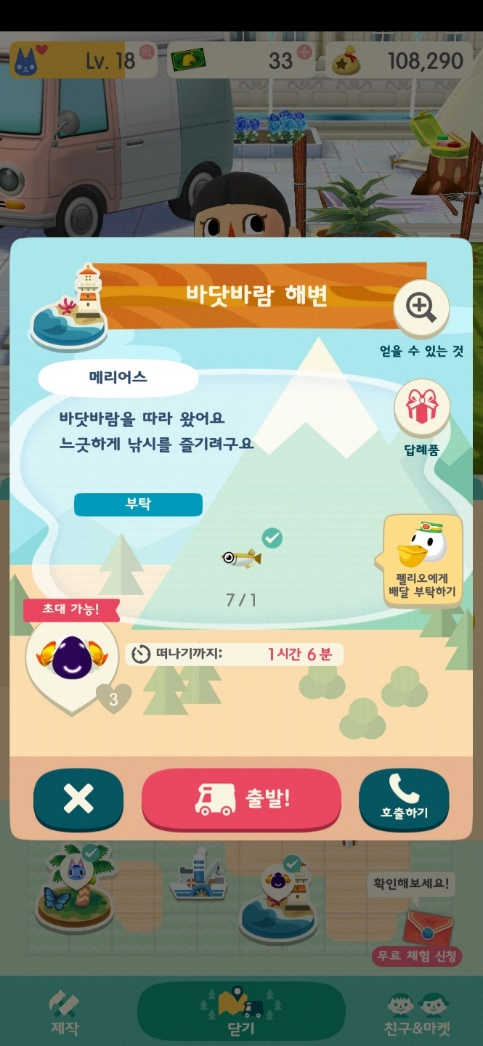 Lv. 18
33
108,290
바닷바람 해변
얻을 수 있는 것
메리어스
바닷바람을 따라 왔어요
느긋하게 낚시를 즐기려구요
답례품
부탁
7/1
펠리오에게
배달 부탁하기
초대 가능!
떠나기까지: 1시간 6분
3
출발!
호출하기
확인해보세요!
무료 체험 신청
제작
닫기
친구&마켓